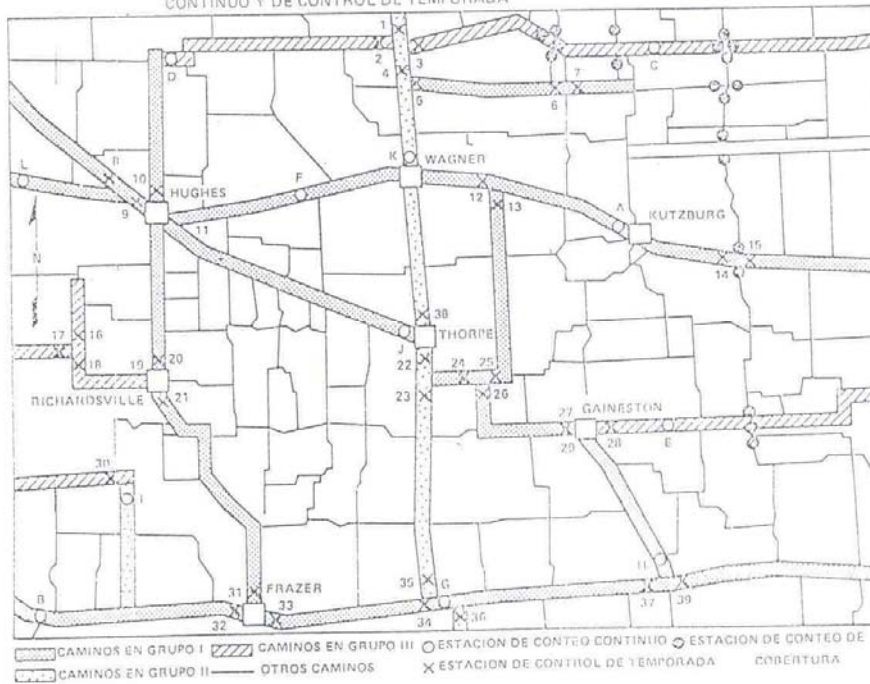 CONTINUO Y DE CONTROL DE TEMPORADA
1
2
3
D
C
4
5
6
7
L
K
WAGNER
L
8
10
HUGHES
F
9
11
12
13
A
KUTZBURG
N
14
15
38
THORPE
J
22
17
16
18
19
20
24
25
23
26
RICHARDSVILLE
21
27
GAINESTON
29
28
E
30
I
H
31
FRAZER
35
G
B
32
33
34
36
37
39
CAMINOS EN GRUPO I
CAMINOS EN GRUPO III
ESTACION DE CONTEO CONTINUO
ESTACION DE CONTEO DE COBERTURA
CAMINOS EN GRUPO II
OTROS CAMINOS
ESTACION DE CONTROL DE TEMPORADA